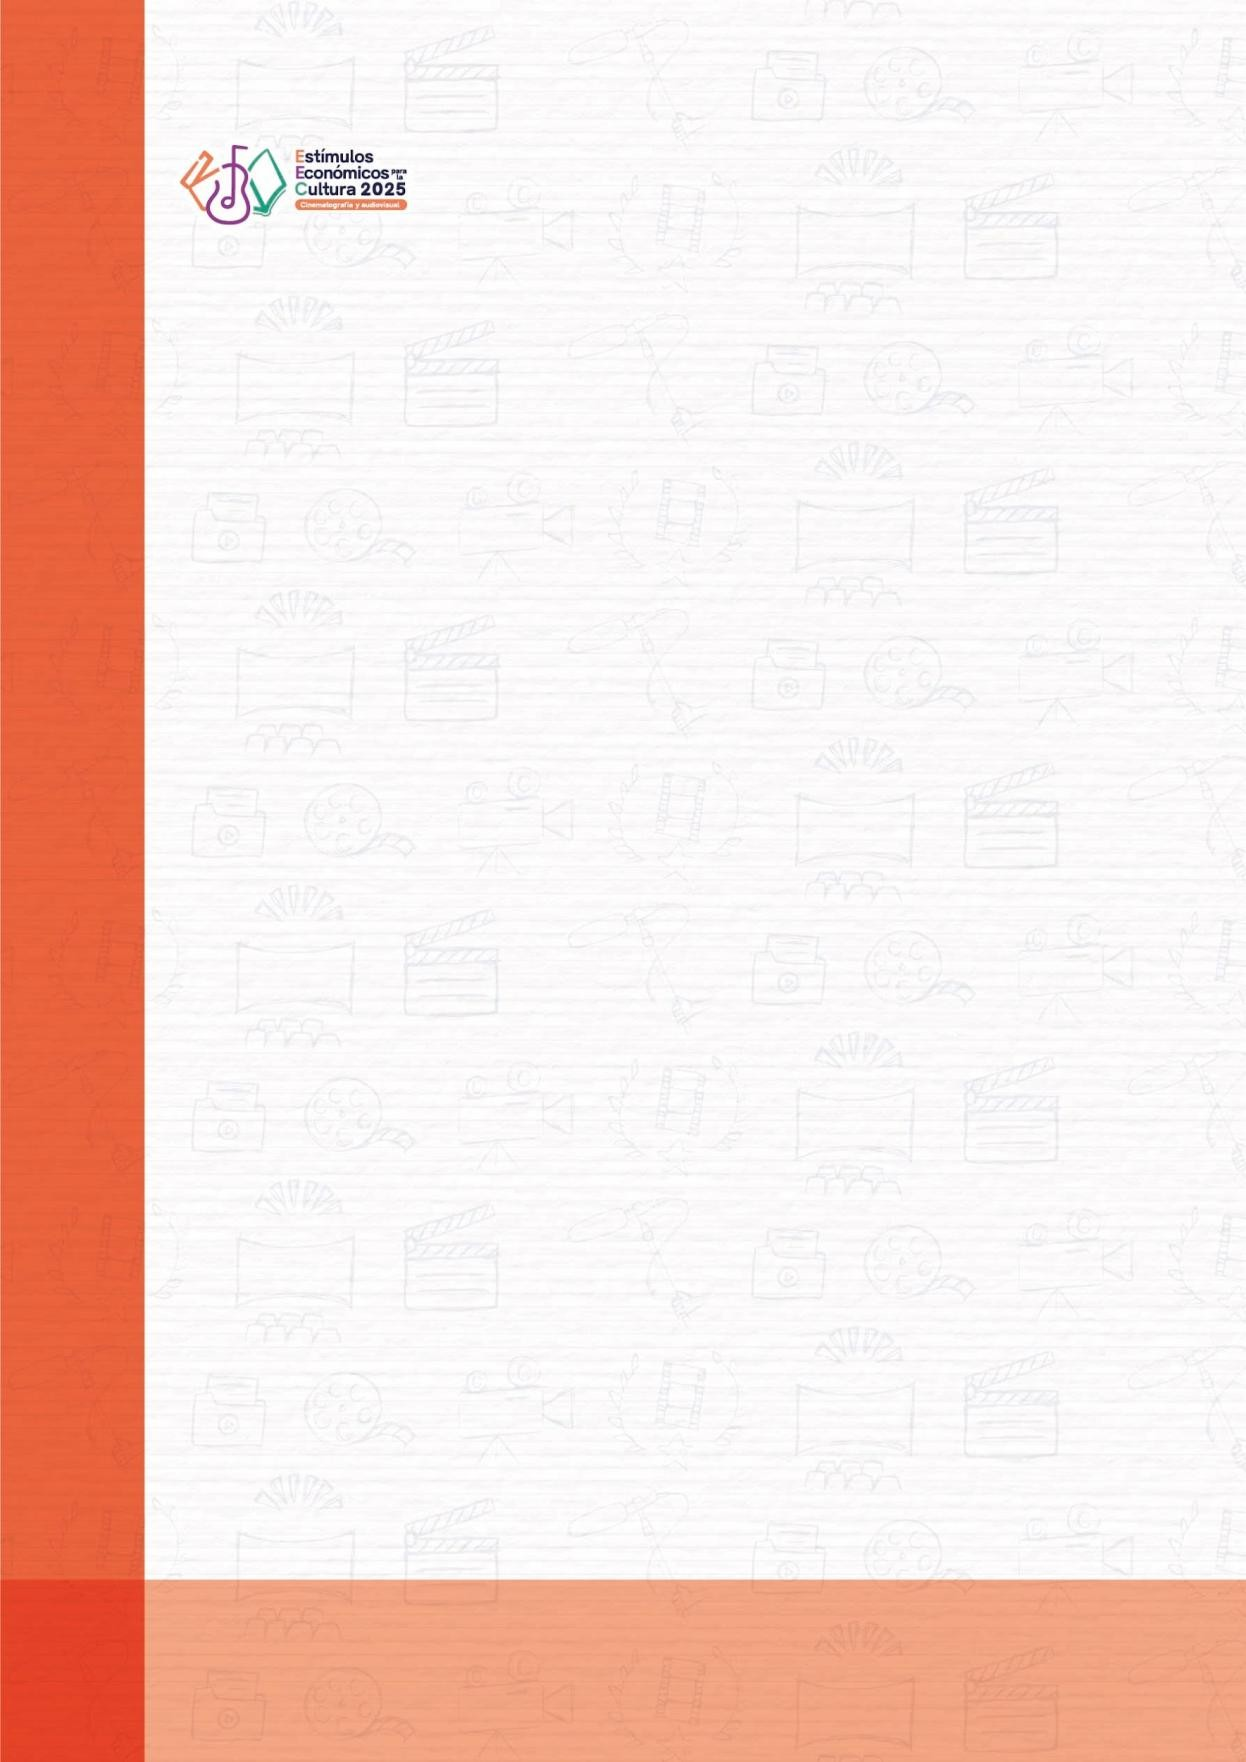 Estímulos
Económicos para la
Cultura 2025
Cinematografía y audiovisual